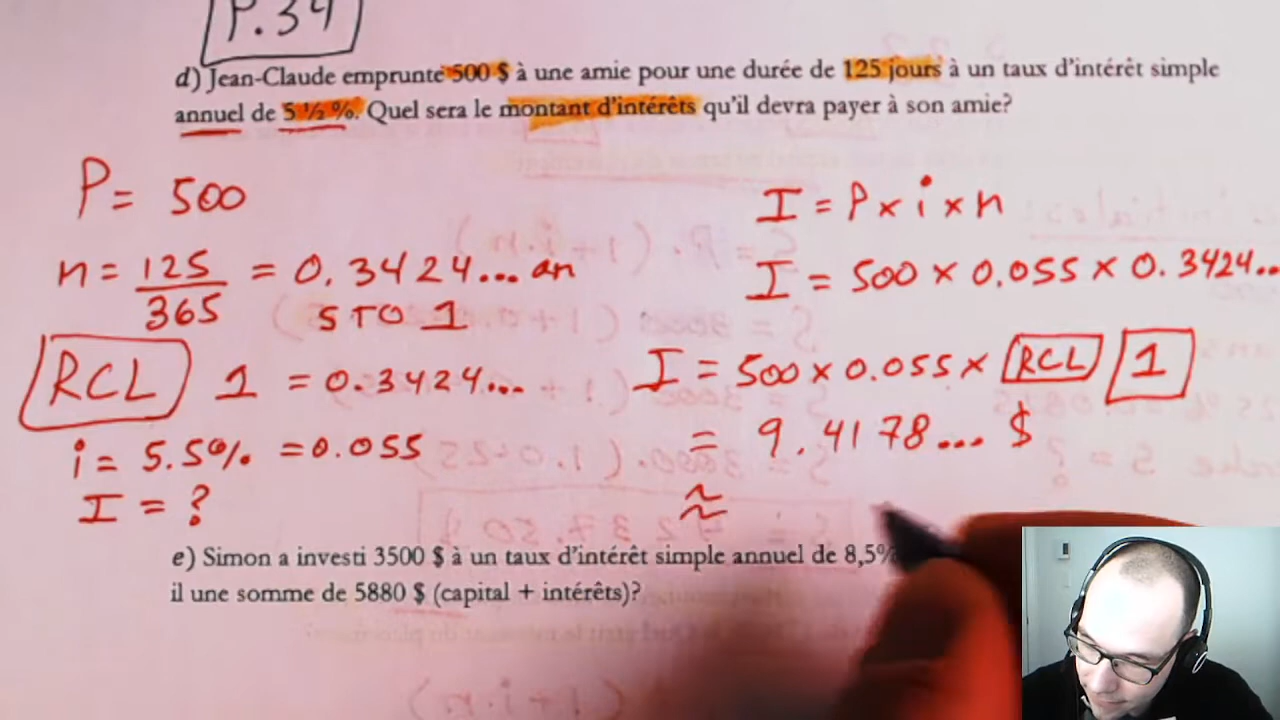 P.34
d) Jean-Claude emprunte 500 $ à une amie pour une durée de 125 jours à un taux d'intérêt simple
annuel de 5 ½ %. Quel sera le montant d'intérêts qu'il devra payer à son amie?
P = 500
n = 125/365 = 0.3424... an
STO 1
RCL 1 = 0.3424...
i = 5.5% = 0.055
I = ?
I = P × i × n
I = 500 × 0.055 × 0.3424..
I = 500 × 0.055 × RCL 1
= 9.4178... $
≈
e) Simon a investi 3500 $ à un taux d'intérêt simple annuel de 8,5%
il une somme de 5880 $ (capital + intérêts)?